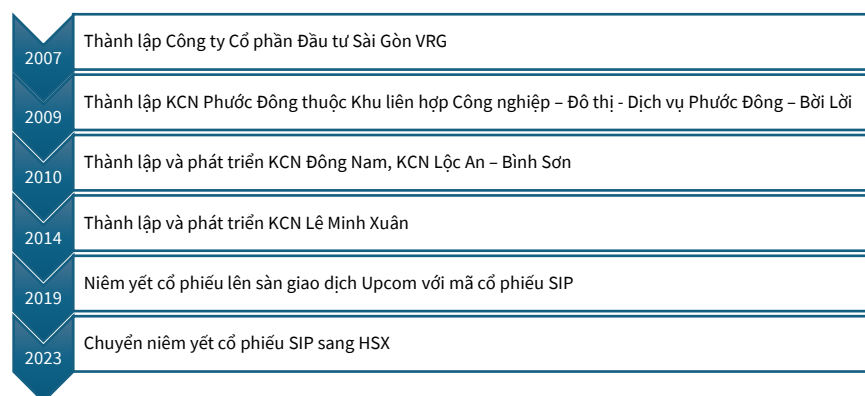 2007
Thành lập Công ty Cổ phần Đầu tư Sài Gòn VRG
2009
Thành lập KCN Phước Đông thuộc Khu liên hợp Công nghiệp – Đô thị - Dịch vụ Phước Đông – Bời Lời
2010
Thành lập và phát triển KCN Đông Nam, KCN Lộc An – Bình Sơn
2014
Thành lập và phát triển KCN Lê Minh Xuân
2019
Niêm yết cổ phiếu lên sàn giao dịch Upcom với mã cổ phiếu SIP
2023
Chuyển niêm yết cổ phiếu SIP sang HSX